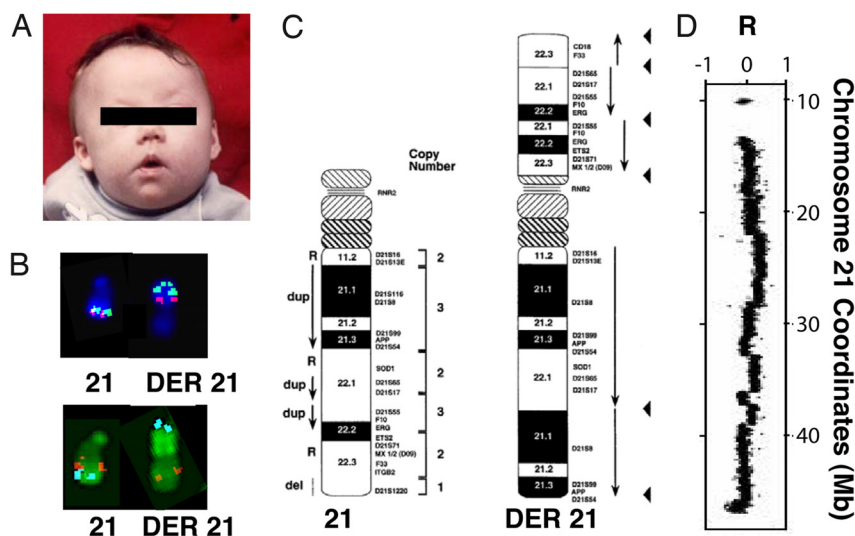 A
B
21
DER 21
21
DER 21
C
Copy
Number
RNR2
R
11.2
D21S16
D21S13E
2
dup
21.1
D21S116
D21S8
3
21.2
21.3
D21S99
APP
D21S54
R
22.1
SOD1
D21S65
D21S17
2
dup
dup
D21S55
F10
3
22.2
ERG
ETS2
R
22.3
D21S71
MX 1/2 (D09)
F33
ITGB2
2
del
D21S1220
1
21
22.3
CD18
F33
22.1
D21S65
D21S17
D21S55
F10
22.2
ERG
22.1
D21S55
F10
22.2
ERG
ETS2
22.3
D21S71
MX 1/2 (D09)
RNR2
11.2
D21S16
D21S13E
21.1
D21S8
21.2
21.3
D21S99
APP
D21S54
22.1
SOD1
D21S65
D21S17
21.1
D21S8
21.2
21.3
D21S99
APP
D21S54
DER 21
D
R
-1 0 1
10
20
30
40
Chromosome 21 Coordinates (Mb)